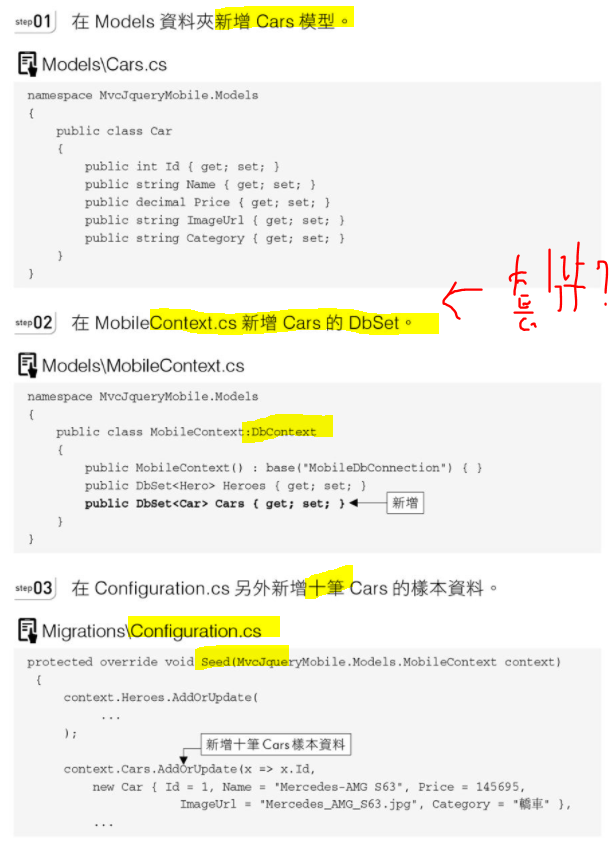 step01 在 Models 資料夾新增 Cars 模型。
Models\Cars.cs
namespace MvcJqueryMobile.Models
{
public class Car
{
public int Id { get; set; }
public string Name { get; set; }
public decimal Price { get; set; }
public string ImageUrl { get; set; }
public string Category { get; set; }
}
}
step02 在 MobileContext.cs 新增 Cars 的 DbSet。
Models\MobileContext.cs
namespace MvcJqueryMobile.Models
{
public class MobileContext:DbContext
{
public MobileContext() : base("MobileDbConnection") { }
public DbSet<Hero> Heroes { get; set; }
public DbSet<Car> Cars { get; set; } 新增
}
}
step03 在 Configuration.cs 另外新增十筆 Cars 的樣本資料。
Migrations\Configuration.cs
protected override void Seed(MvcJqueryMobile.Models.MobileContext context)
{
context.Heroes.AddOrUpdate(
...
);
新增十筆Cars樣本資料
context.Cars.AddOrUpdate(x => x.Id,
new Car { Id = 1, Name = "Mercedes-AMG S63", Price = 145695,
ImageUrl = "Mercedes_AMG_S63.jpg", Category = "轎車" },
...